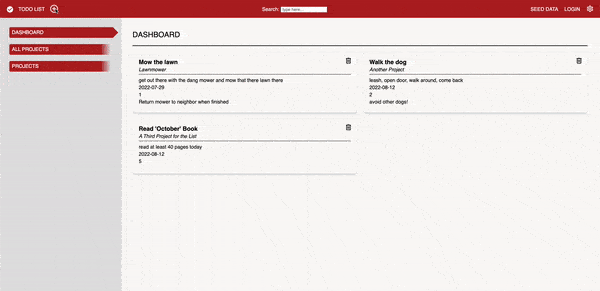 TODO LIST
Search: type here...
SEED DATA
LOGIN
DASHBOARD
ALL PROJECTS
PROJECTS
DASHBOARD
Mow the lawn
Lawnmower
get out there with the dang mower and mow that there lawn there
2022-07-29
1
Return mower to neighbor when finished
Walk the dog
Another Project
leash, open door, walk around, come back
2022-08-12
2
avoid other dogs!
Read 'October' Book
A Third Project for the List
read at least 40 pages today
2022-08-12
5